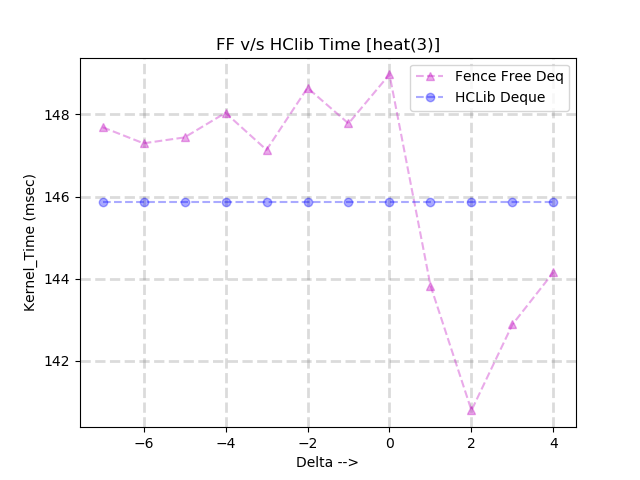 FF v/s HClib Time [heat(3)]
Fence Free Deq
HCLib Deque
148
146
144
142
Kernel_Time (msec)
−6 −4 −2 0 2 4
Delta -->